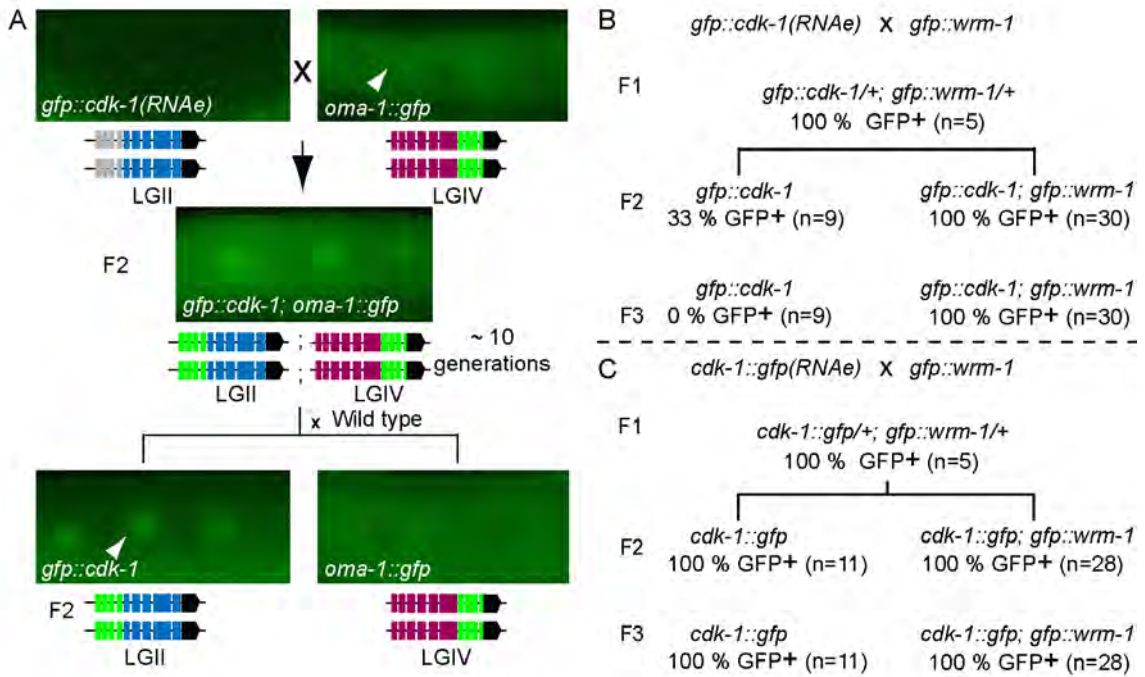 A
gfp::cdk-1(RNAe)
X
oma-1::gfp
LGII
LGIV
F2
gfp::cdk-1; oma-1::gfp
;
;
~ 10
generations
LGII
LGIV
x Wild type
gfp::cdk-1
oma-1::gfp
F2
LGII
LGIV
B
gfp::cdk-1(RNAe) X gfp::wrm-1
F1
gfp::cdk-1/+; gfp::wrm-1/+
100 % GFP+ (n=5)
F2
gfp::cdk-1
33 % GFP+ (n=9)
gfp::cdk-1; gfp::wrm-1
100 % GFP+ (n=30)
F3
gfp::cdk-1
0 % GFP+ (n=9)
gfp::cdk-1; gfp::wrm-1
100 % GFP+ (n=30)
C
cdk-1::gfp(RNAe) X gfp::wrm-1
F1
cdk-1::gfp/+; gfp::wrm-1/+
100 % GFP+ (n=5)
F2
cdk-1::gfp
100 % GFP+ (n=11)
cdk-1::gfp; gfp::wrm-1
100 % GFP+ (n=28)
F3
cdk-1::gfp
100 % GFP+ (n=11)
cdk-1::gfp; gfp::wrm-1
100 % GFP+ (n=28)